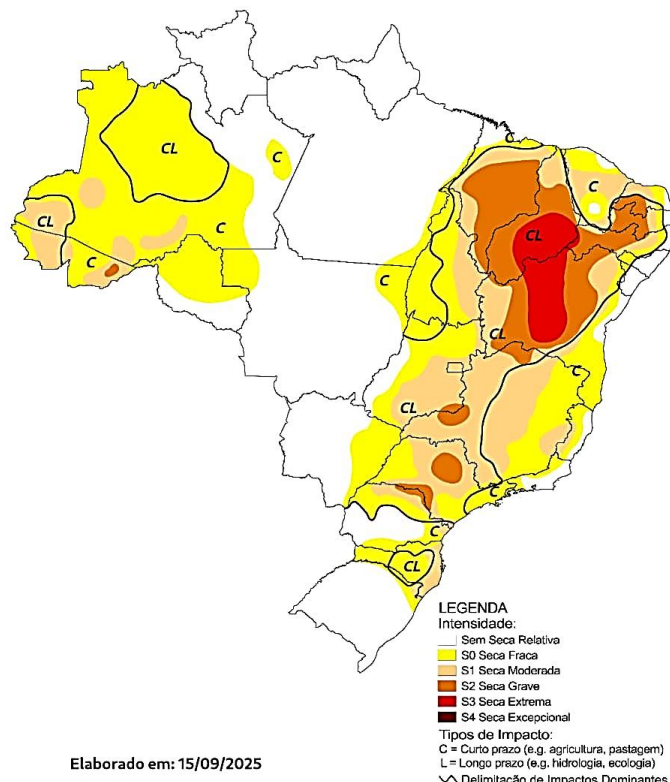 CL
C
CL
C
C
C
C
CL
C
CL
C
CL
C
C
CL
LEGENDA
Intensidade:
Sem Seca Relativa
S0 Seca Fraca
S1 Seca Moderada
S2 Seca Grave
S3 Seca Extrema
S4 Seca Excepcional
Tipos de Impacto:
C = Curto prazo (e.g. agricultura, pastagem)
L = Longo prazo (e.g. hidrologia, ecologia)
Delimitação de Impactos Dominantes
Elaborado em: 15/09/2025